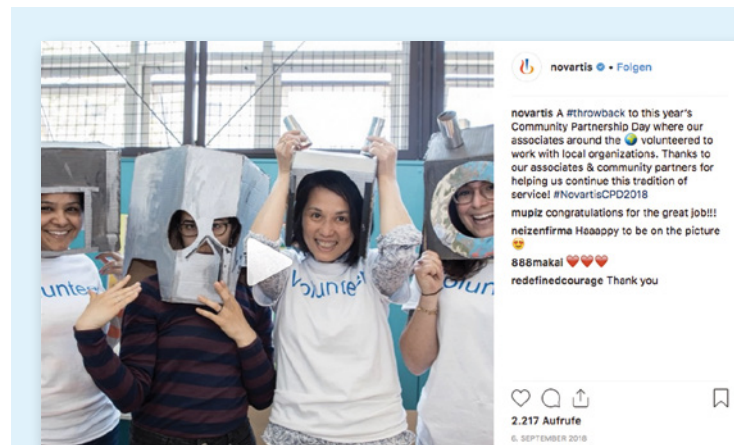 novartis • Folgen
novartis A #throwback to this year's
Community Partnership Day where our
associates around the 🌏 volunteered to
work with local organizations. Thanks to
our associates & community partners for
helping us continue this tradition of
service! #NovartisCPD2018
mupiz congratulations for the great job!!!
neizenfirma Haaappy to be on the picture
😍
888makal ❤️❤️❤️
redefinedcourage Thank you
2.217 Aufrufe
6. SEPTEMBER 2018
unte
Volunte
olun